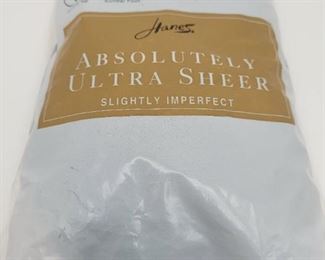 Hanes
ABSOLUTELY
ULTRA SHEER
SLIGHTLY IMPERFECT